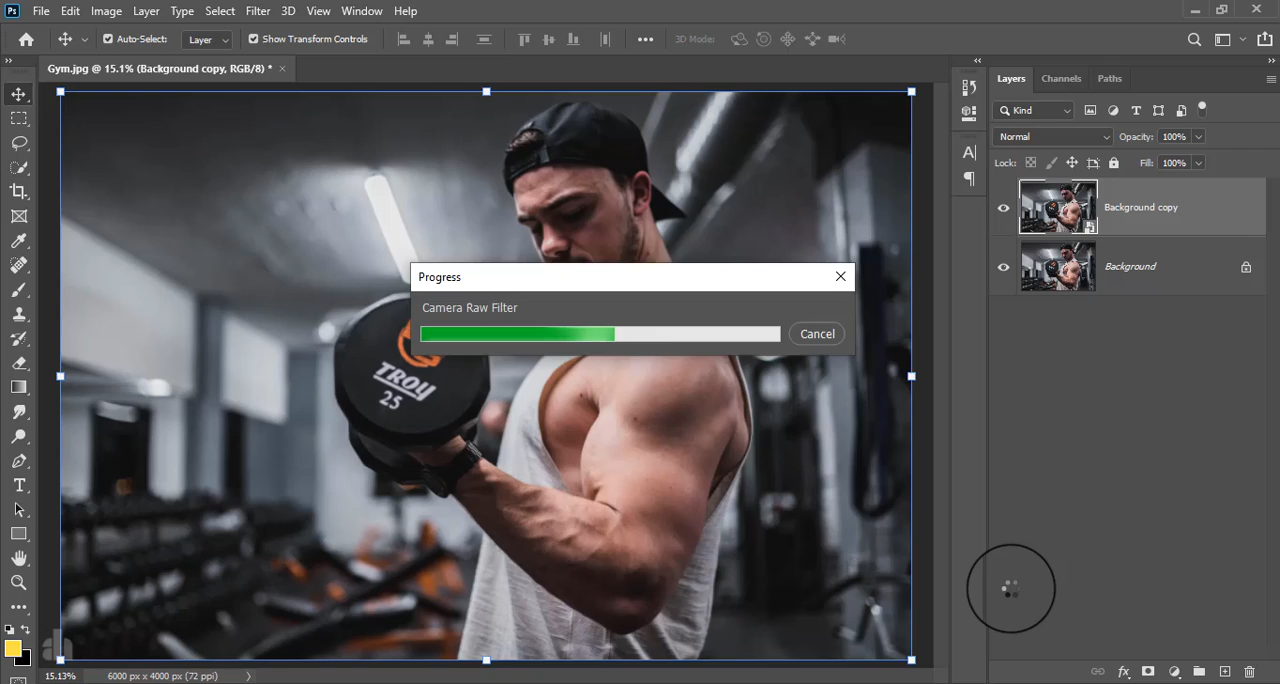 Ps File Edit Image Layer Type Select Filter 3D View Window Help
Auto-Select: Layer Show Transform Controls 3D Mode:
Gym.jpg @ 15.1% (Background copy, RGB/8) *
Layers Channels Paths
Kind
Normal Opacity: 100%
Lock: Fill: 100%
Background copy
Background
Progress
Camera Raw Filter
Cancel
TROY
25
15.13% 6000 px x 4000 px (72 ppi)